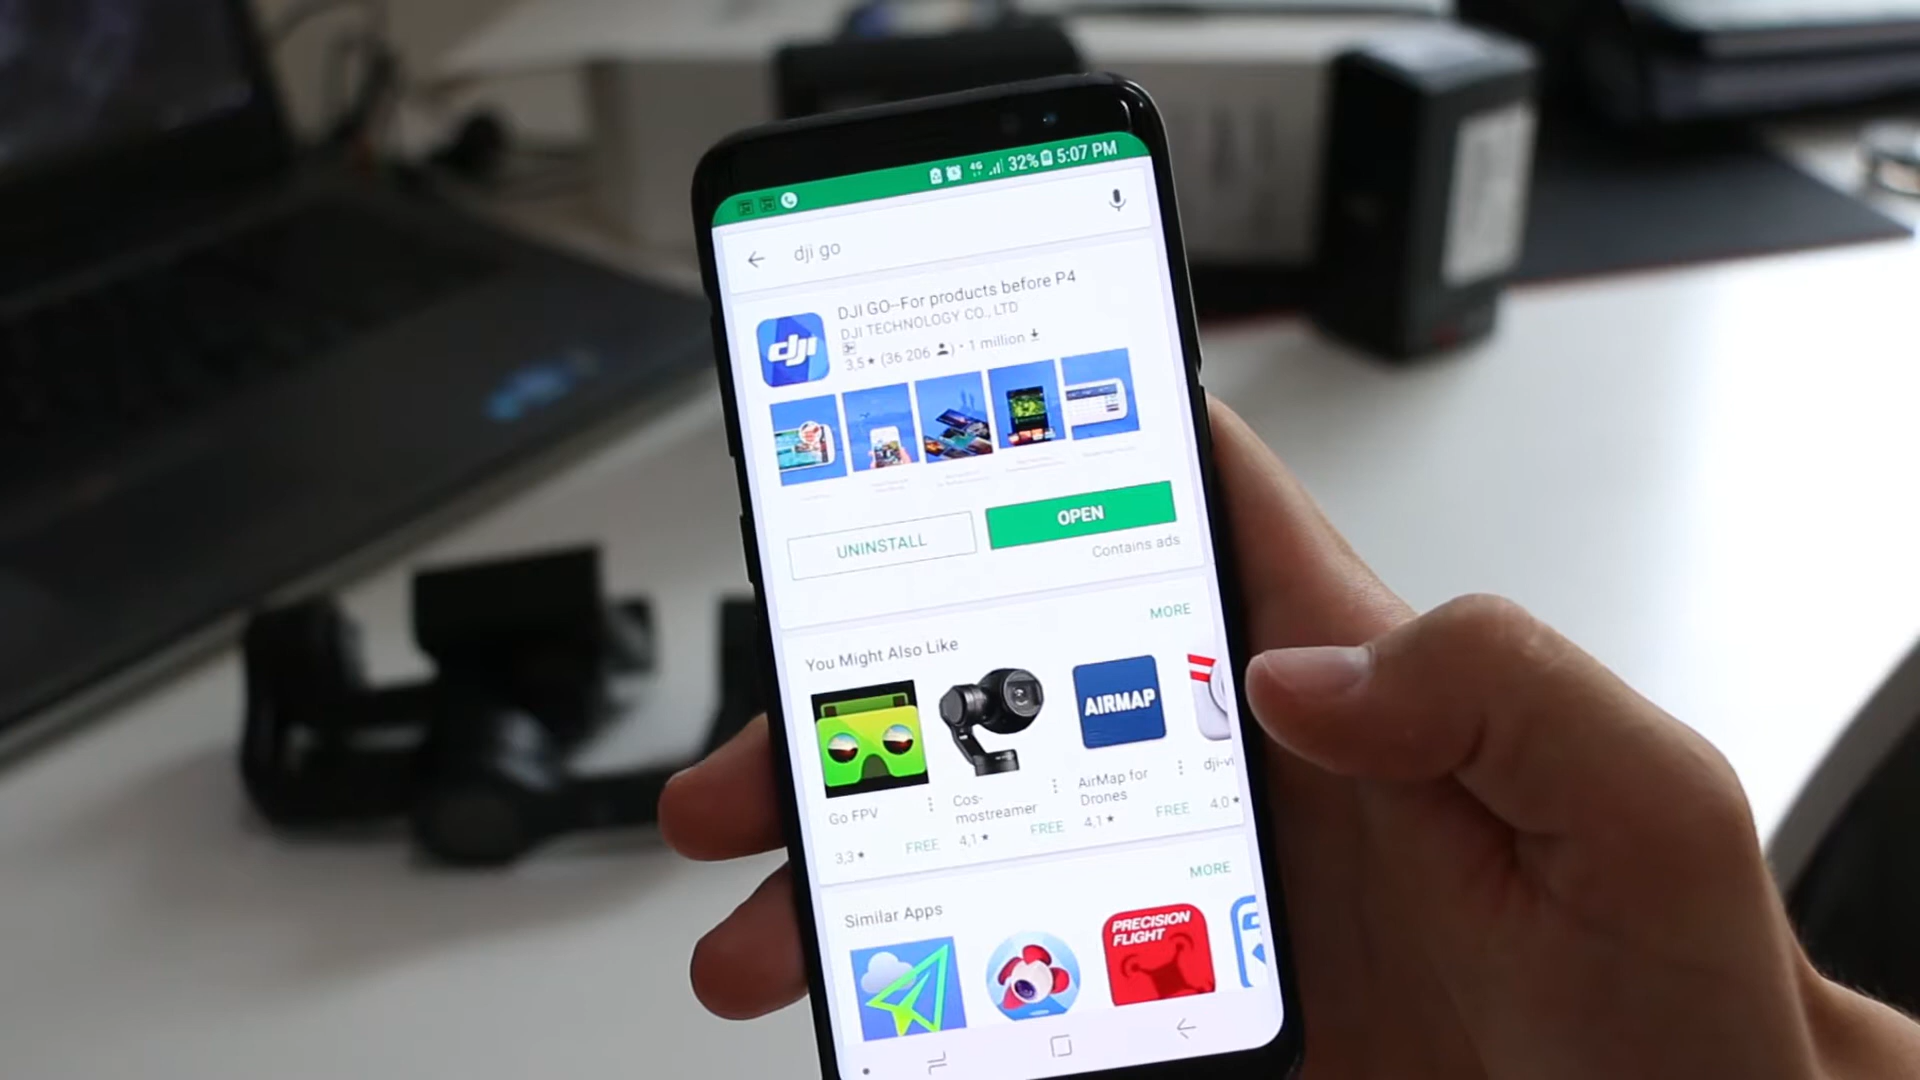 4G 32% 5:07 PM
dji go
DJI GO--For products before P4
DJI TECHNOLOGY CO., LTD
dji
3,5★ (36 206) • 1 million
UNINSTALL
OPEN
Contains ads
MORE
You Might Also Like
AIRMAP
Go FPV
3,3★ FREE
Cos-
mostreamer
4,1★ FREE
AirMap for
Drones
4,1★ FREE
dji-vi
4.0★
MORE
Similar Apps
PRECISION
FLIGHT